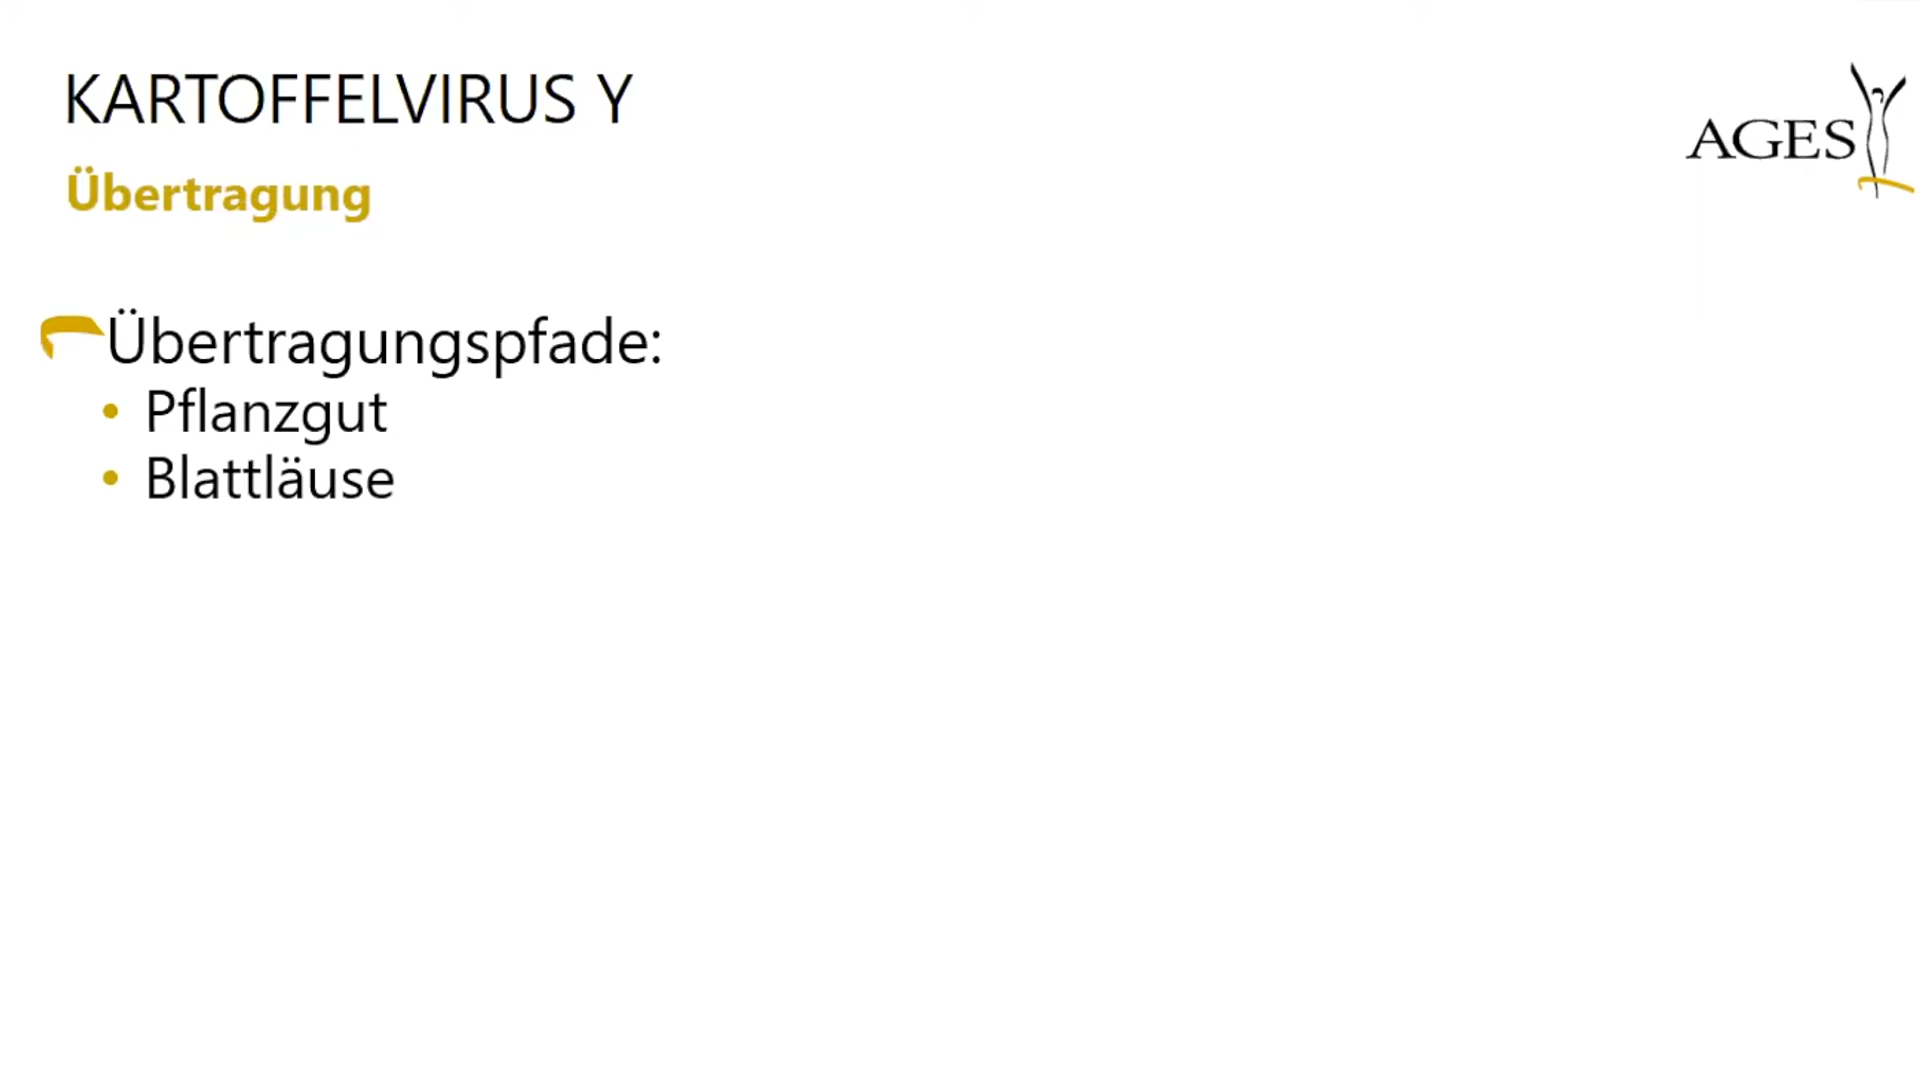 KARTOFFELVIRUS Y
AGES
Übertragung
Übertragungspfade:
• Pflanzgut
• Blattläuse